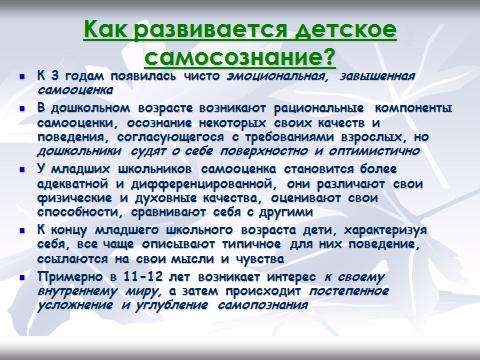 Как развивается детское
самосознание?
К 3 годам появилась чисто эмоциональная, завышенная
самооценка
В дошкольном возрасте возникают рациональные компоненты
самооценки, осознание некоторых своих качеств и
поведения, согласующегося с требованиями взрослых, но
дошкольники судят о себе поверхностно и оптимистично
У младших школьников самооценка становится более
адекватной и дифференцированной, они различают свои
физические и духовные качества, оценивают свои
способности, сравнивают себя с другими
К концу младшего школьного возраста дети, характеризуя
себя, все чаще описывают типичное для них поведение,
ссылаются на свои мысли и чувства
Примерно в 11-12 лет возникает интерес к своему
внутреннему миру, а затем происходит постепенное
усложнение и углубление самопознания